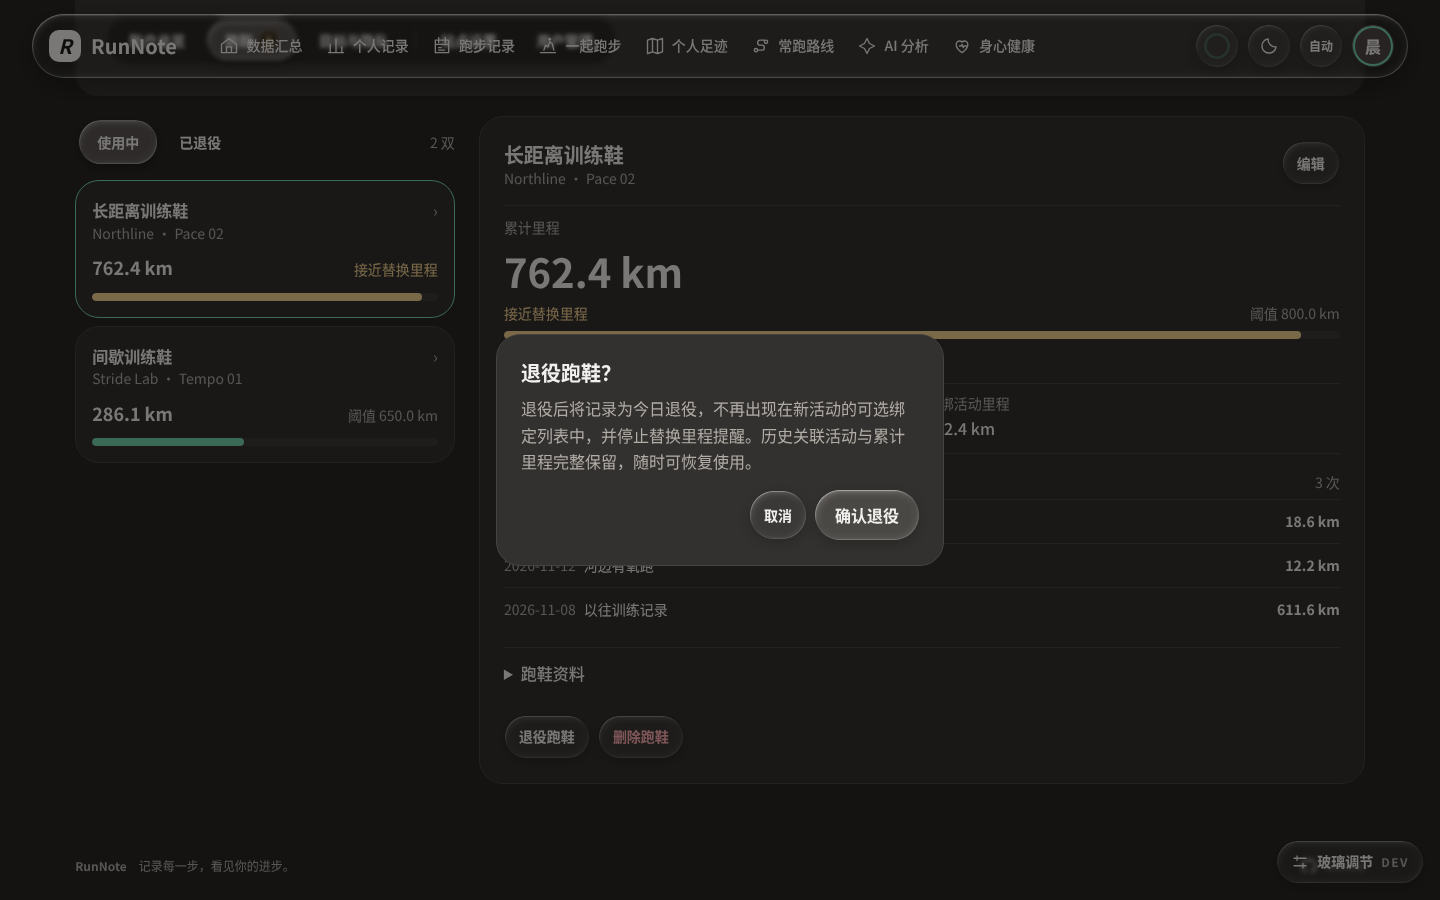 R RunNote 数据汇总 个人记录 跑步记录 一起跑步 个人足迹 常跑路线 AI 分析 身心健康 自动 晨
使用中 已退役 2 双
长距离训练鞋 ›
Northline • Pace 02
762.4 km 接近替换里程
间歇训练鞋 ›
Stride Lab • Tempo 01
286.1 km 阈值 650.0 km
长距离训练鞋 编辑
Northline • Pace 02
累计里程
762.4 km
接近替换里程 阈值 800.0 km
退役跑鞋？
退役后将记录为今日退役，不再出现在新活动的可选绑
定列表中，并停止替换里程提醒。历史关联活动与累计
里程完整保留，随时可恢复使用。
取消 确认退役
绑活动里程
2.4 km
3 次
18.6 km
2026-11-12 河边有氧跑 12.2 km
2026-11-08 以往训练记录 611.6 km
跑鞋资料
退役跑鞋 删除跑鞋
RunNote 记录每一步，看见你的进步。
玻璃调节 DEV